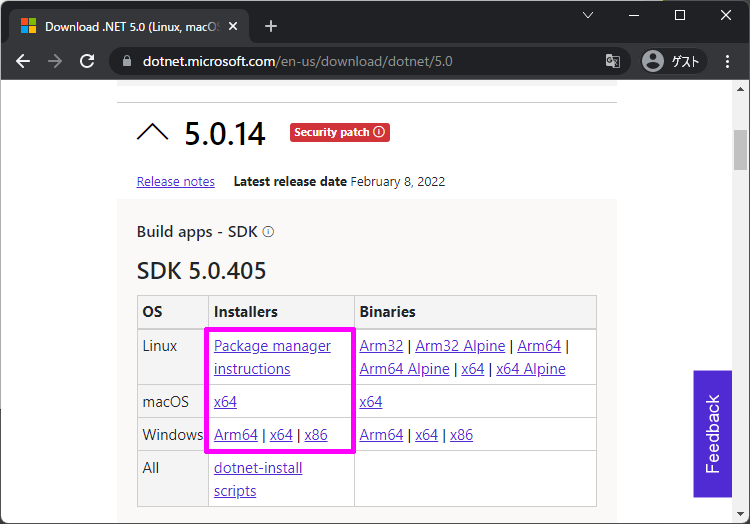 Download .NET 5.0 (Linux, macOS
dotnet.microsoft.com/en-us/download/dotnet/5.0
ゲスト
5.0.14
Security patch
Release notes Latest release date February 8, 2022
Build apps - SDK
SDK 5.0.405
OS Installers Binaries
Linux Package manager instructions Arm32 | Arm32 Alpine | Arm64 |
Arm64 Alpine | x64 | x64 Alpine
macOS x64 x64
Windows Arm64 | x64 | x86 Arm64 | x64 | x86
All dotnet-install
scripts
Feedback